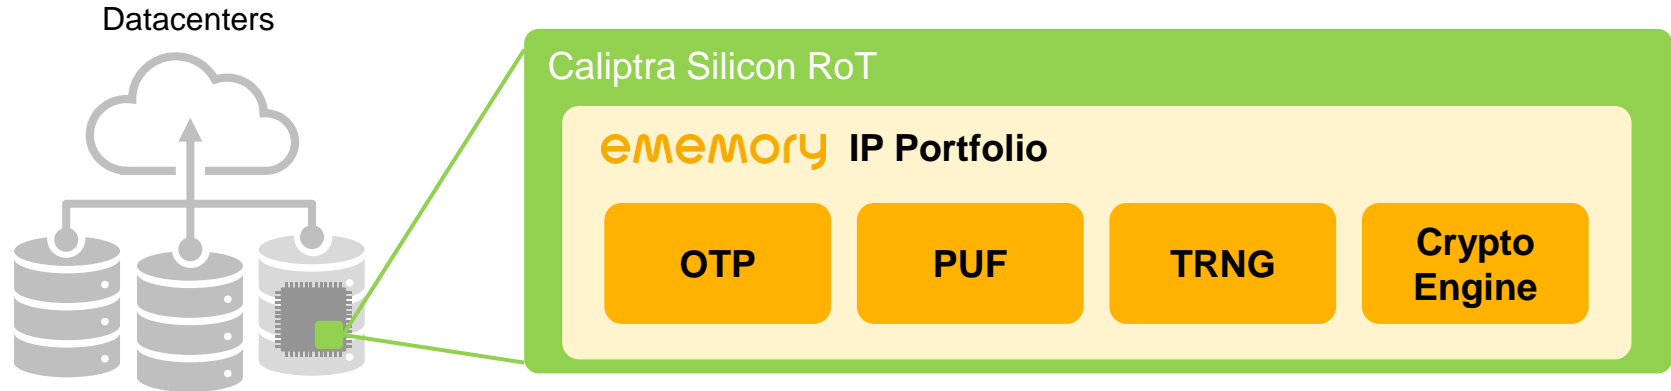 Datacenters
Caliptra Silicon RoT
ememory IP Portfolio
OTP
PUF
TRNG
Crypto
Engine